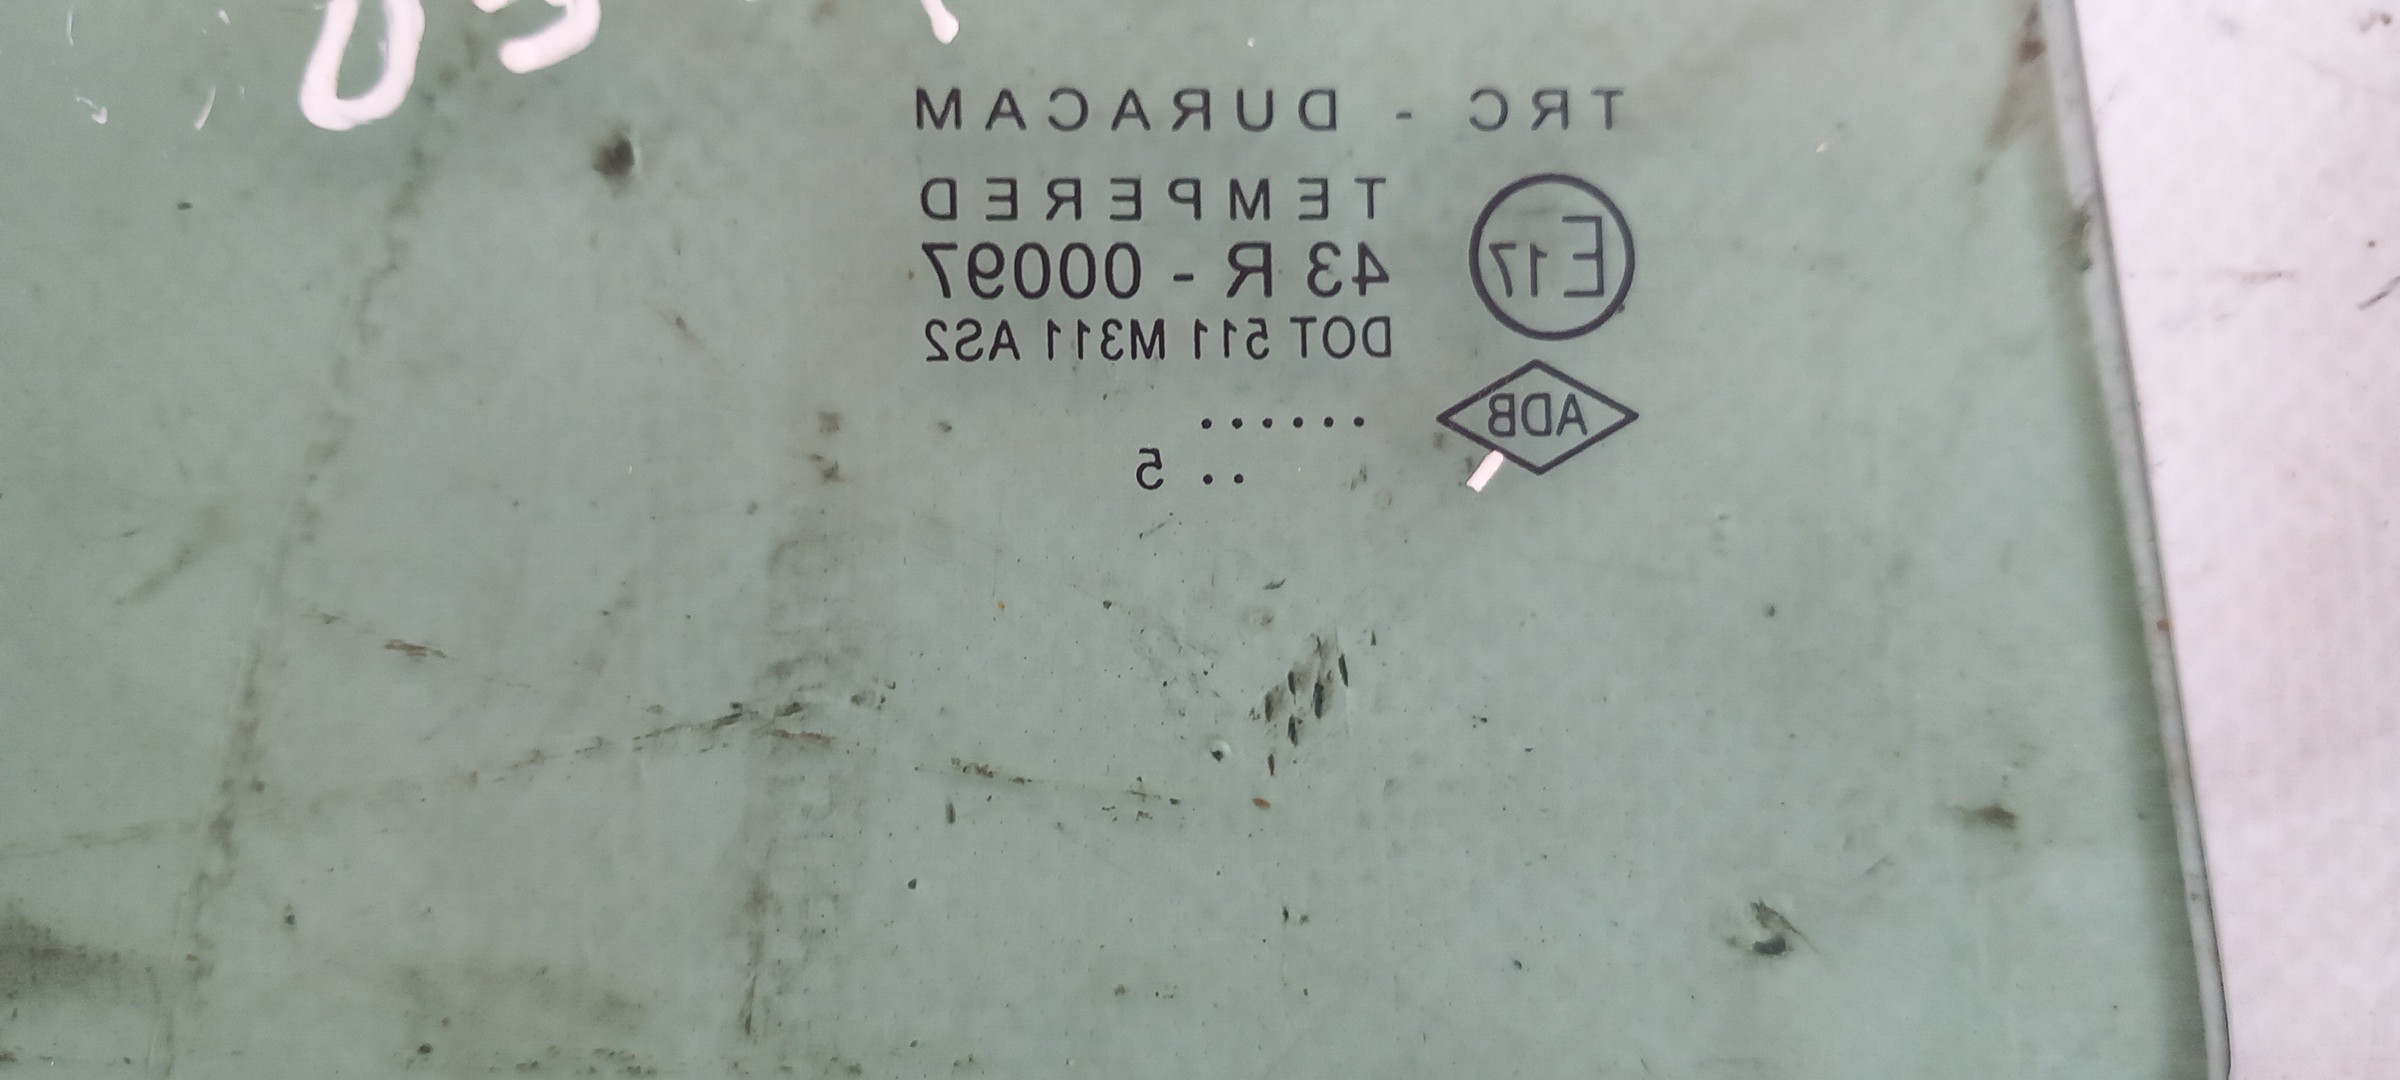 TRC - DURACAM
E17
TEMPERED
43 R - 00097
DOT 511 M311 AS2
ADB
......
.. 5